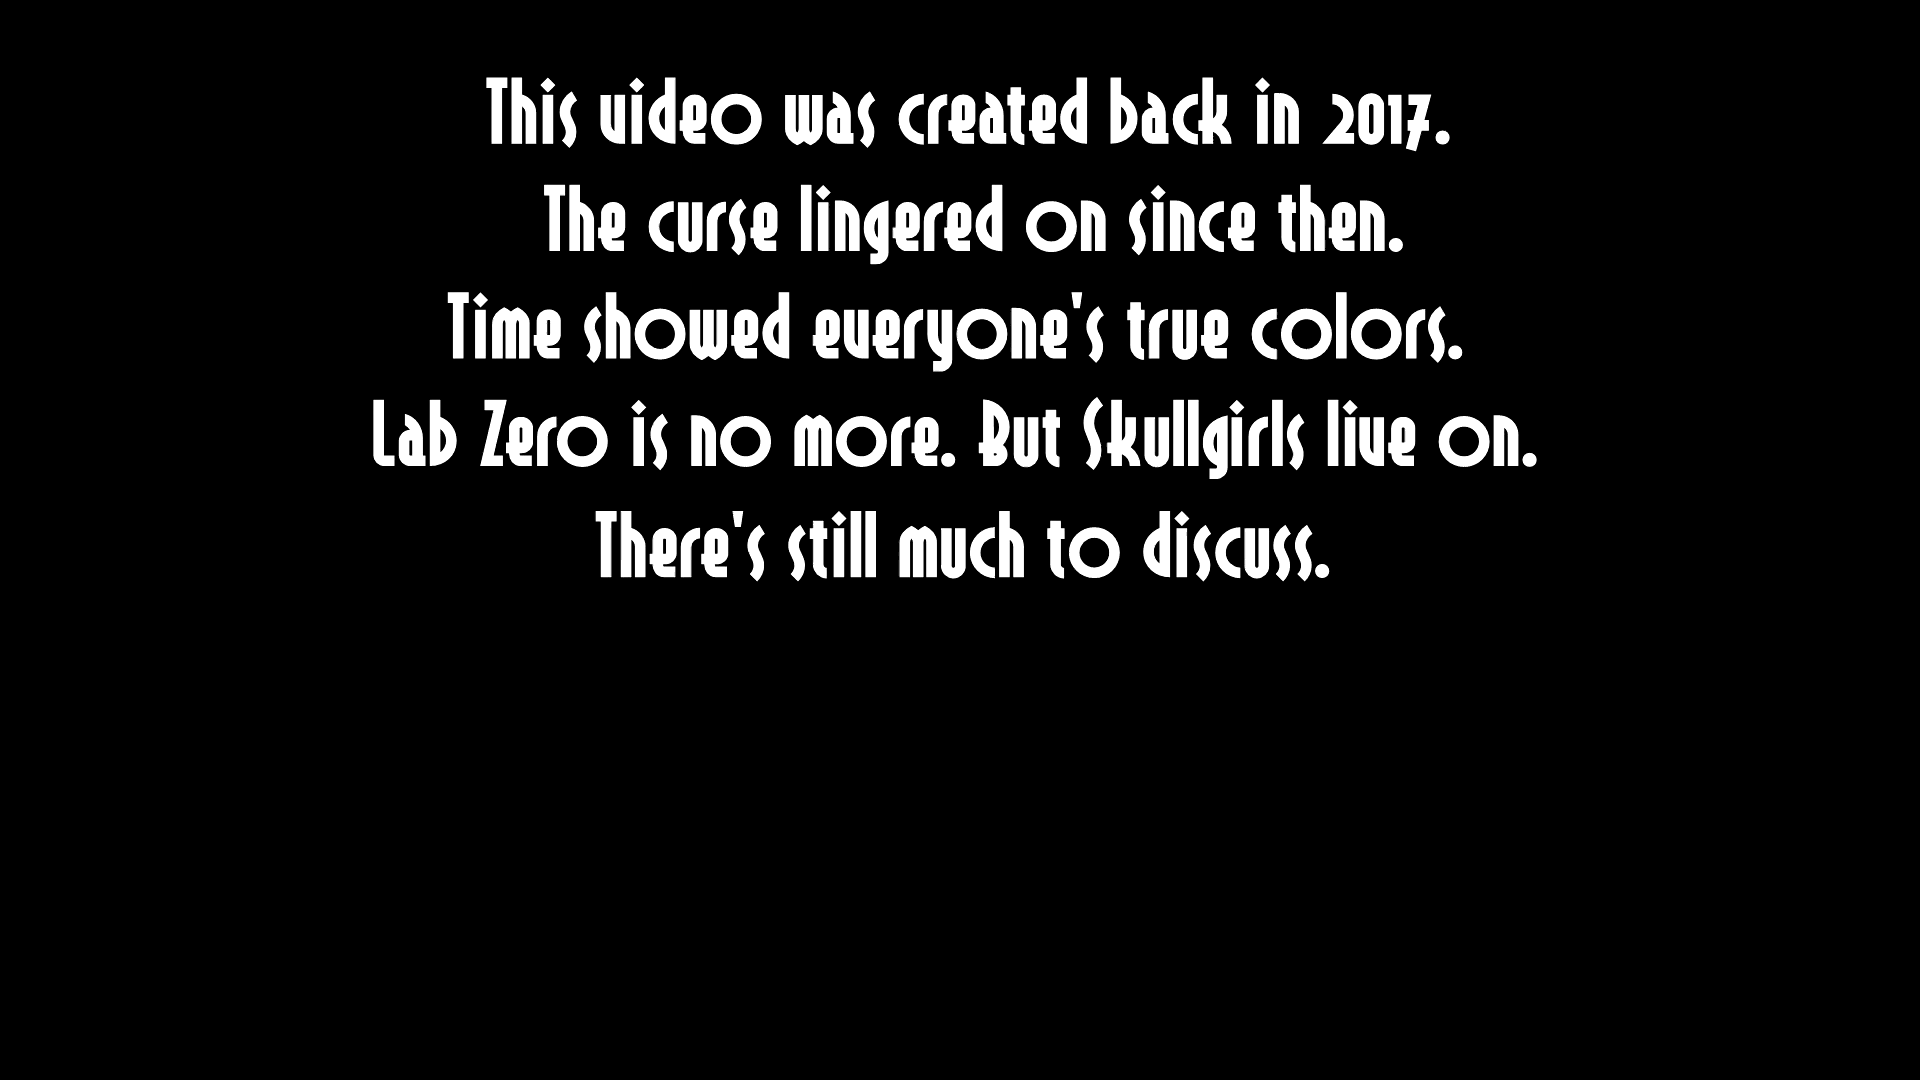 This video was created back in 2017.
The curse lingered on since then.
Time showed everyone's true colors.
Lab Zero is no more. But Skullgirls live on.
There's still much to discuss.